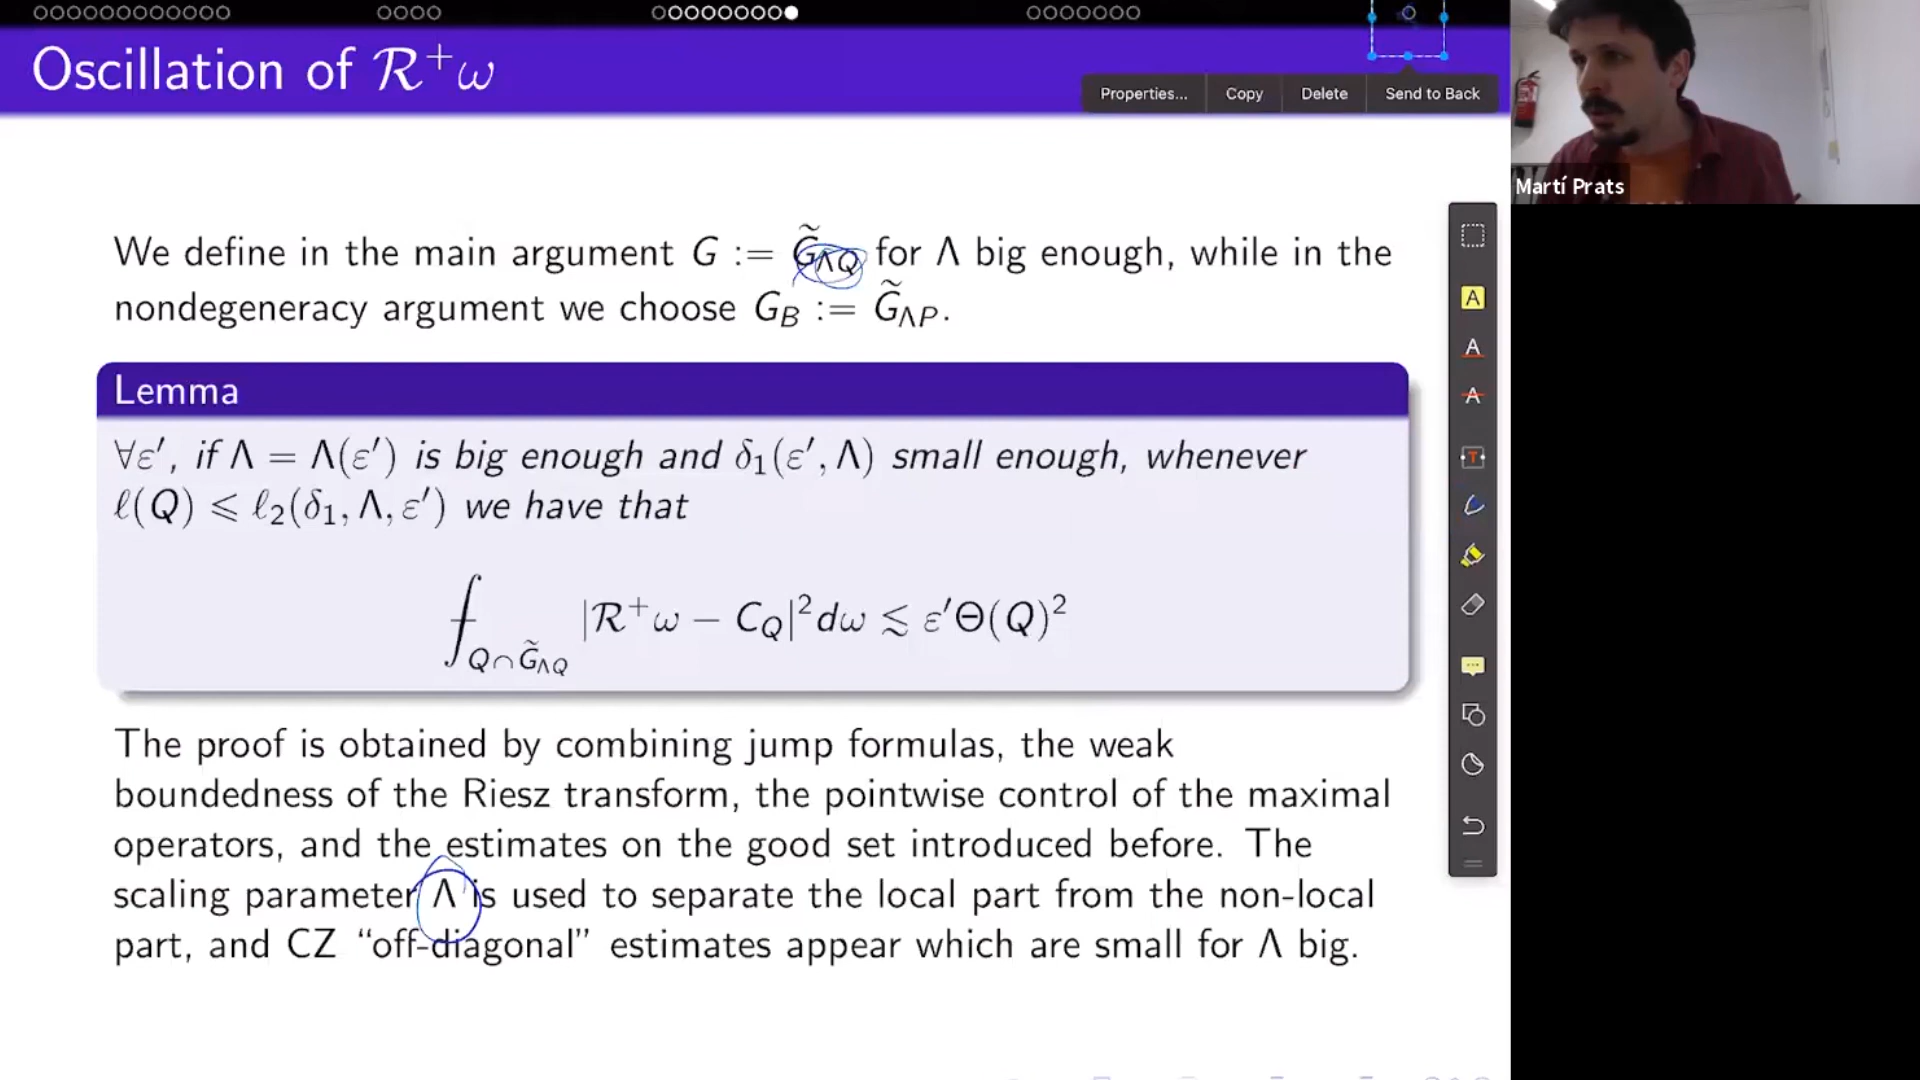 Oscillation of ℛ⁺ω
Properties... Copy Delete Send to Back
Martí Prats
We define in the main argument G := G̃_ΛQ for Λ big enough, while in the
nondegeneracy argument we choose G_B := G̃_ΛP.
Lemma
∀ε′, if Λ = Λ(ε′) is big enough and δ₁(ε′, Λ) small enough, whenever
ℓ(Q) ⩽ ℓ₂(δ₁, Λ, ε′) we have that
⨍_{Q∩G̃_ΛQ} |ℛ⁺ω − C_Q|² dω ≲ ε′Θ(Q)²
The proof is obtained by combining jump formulas, the weak
boundedness of the Riesz transform, the pointwise control of the maximal
operators, and the estimates on the good set introduced before. The
scaling parameter Λ is used to separate the local part from the non-local
part, and CZ “off-diagonal” estimates appear which are small for Λ big.
A
A
A
T